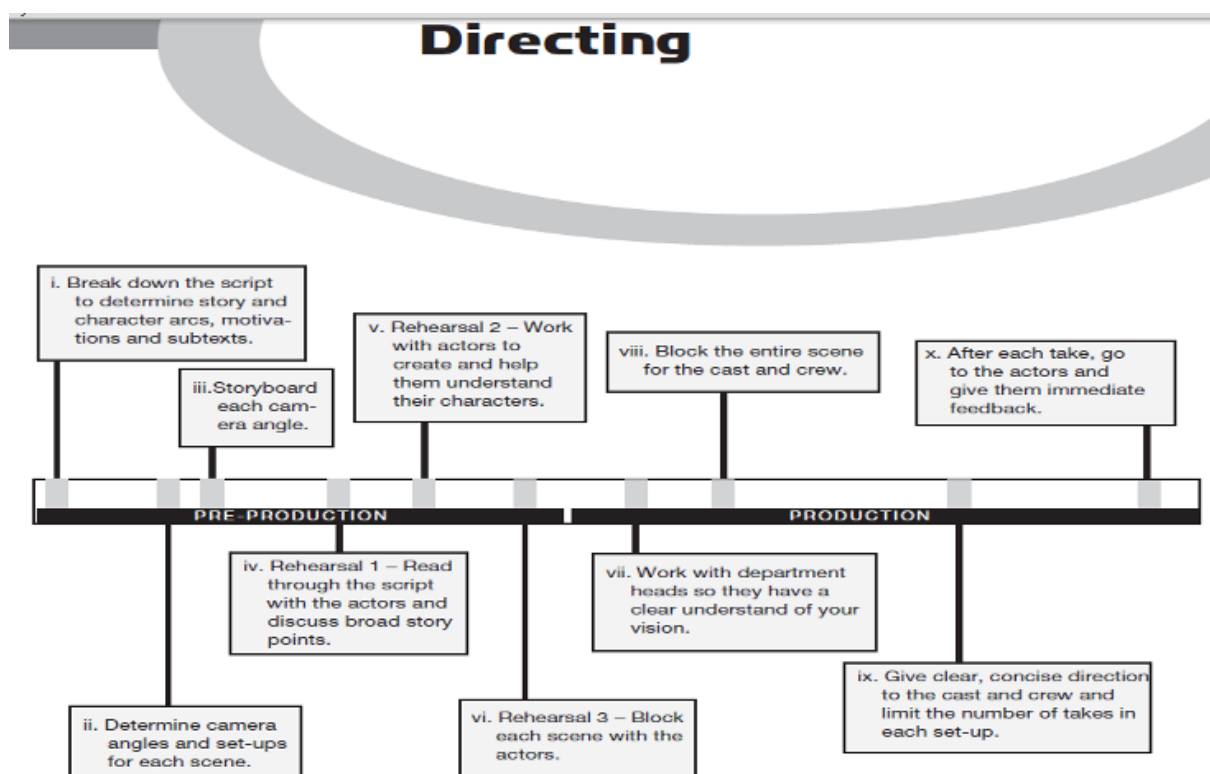 Directing
i. Break down the script
to determine story and
character arcs, motiva-
tions and subtexts.
ii. Determine camera
angles and set-ups
for each scene.
iii.Storyboard
each cam-
era angle.
iv. Rehearsal 1 – Read
through the script
with the actors and
discuss broad story
points.
v. Rehearsal 2 – Work
with actors to
create and help
them understand
their characters.
vi. Rehearsal 3 – Block
each scene with the
actors.
PRE-PRODUCTION
vii. Work with department
heads so they have a
clear understand of your
vision.
viii. Block the entire scene
for the cast and crew.
ix. Give clear, concise direction
to the cast and crew and
limit the number of takes in
each set-up.
x. After each take, go
to the actors and
give them immediate
feedback.
PRODUCTION